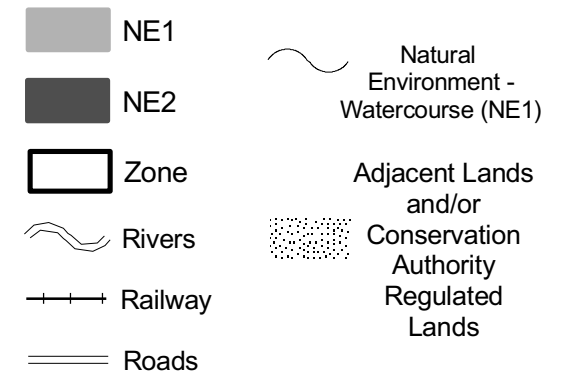 NE1
NE2
Zone
Rivers
Railway
Roads
Natural
Environment -
Watercourse (NE1)
Adjacent Lands
and/or
Conservation
Authority
Regulated
Lands